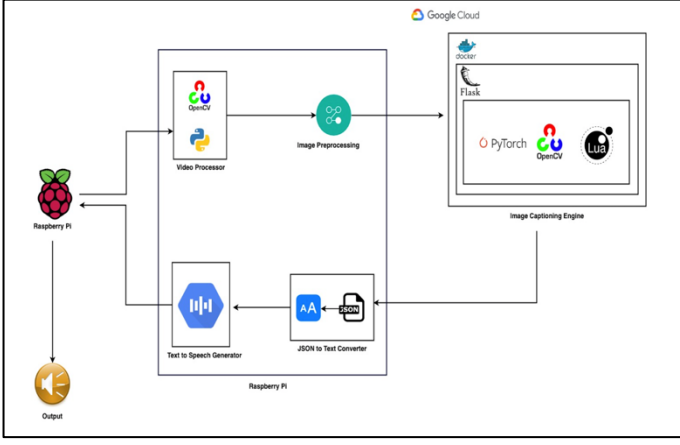 Google Cloud
docker
Flask
OpenCV
Video Processor
Image Preprocessing
PyTorch
OpenCV
Lua
Raspberry Pi
Image Captioning Engine
AA
JSON
Text to Speech Generator
JSON to Text Converter
Raspberry Pi
Output